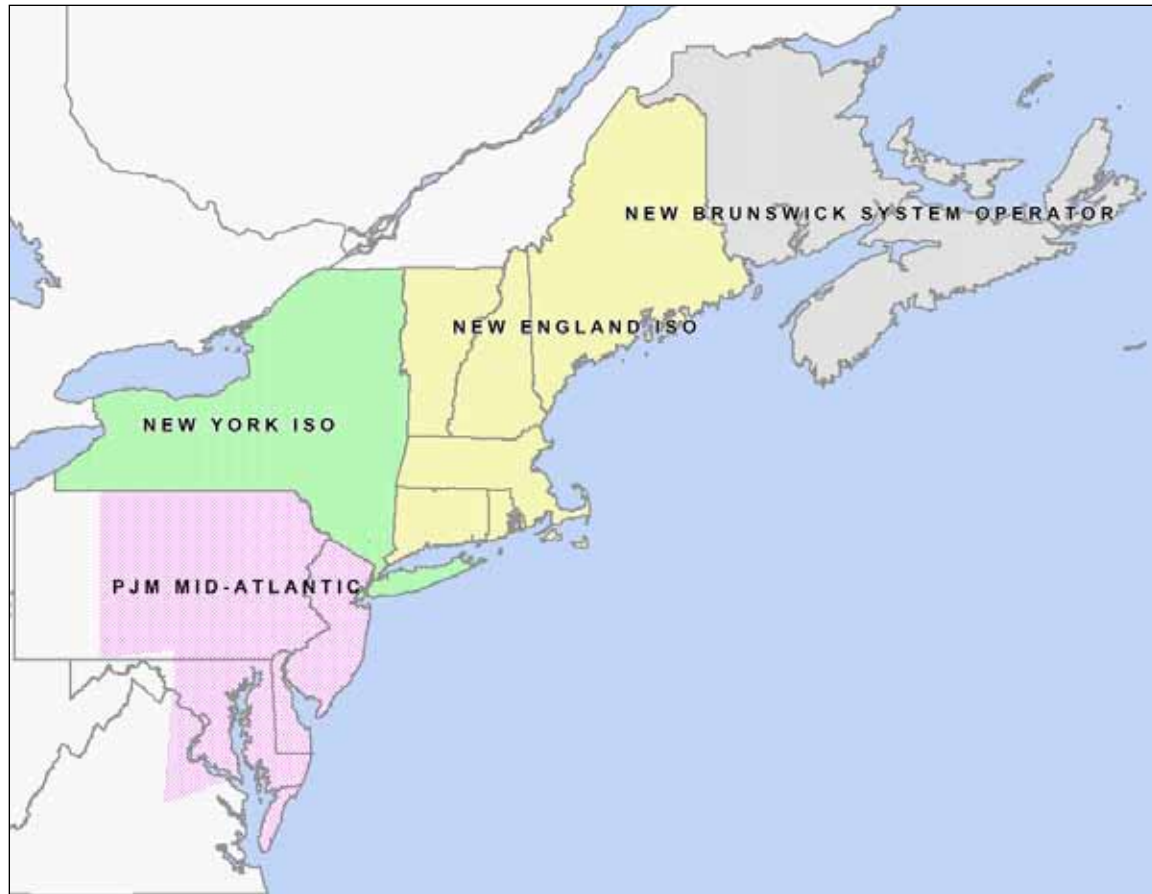 NEW BRUNSWICK SYSTEM OPERATOR
NEW ENGLAND ISO
NEW YORK ISO
PJM MID-ATLANTIC